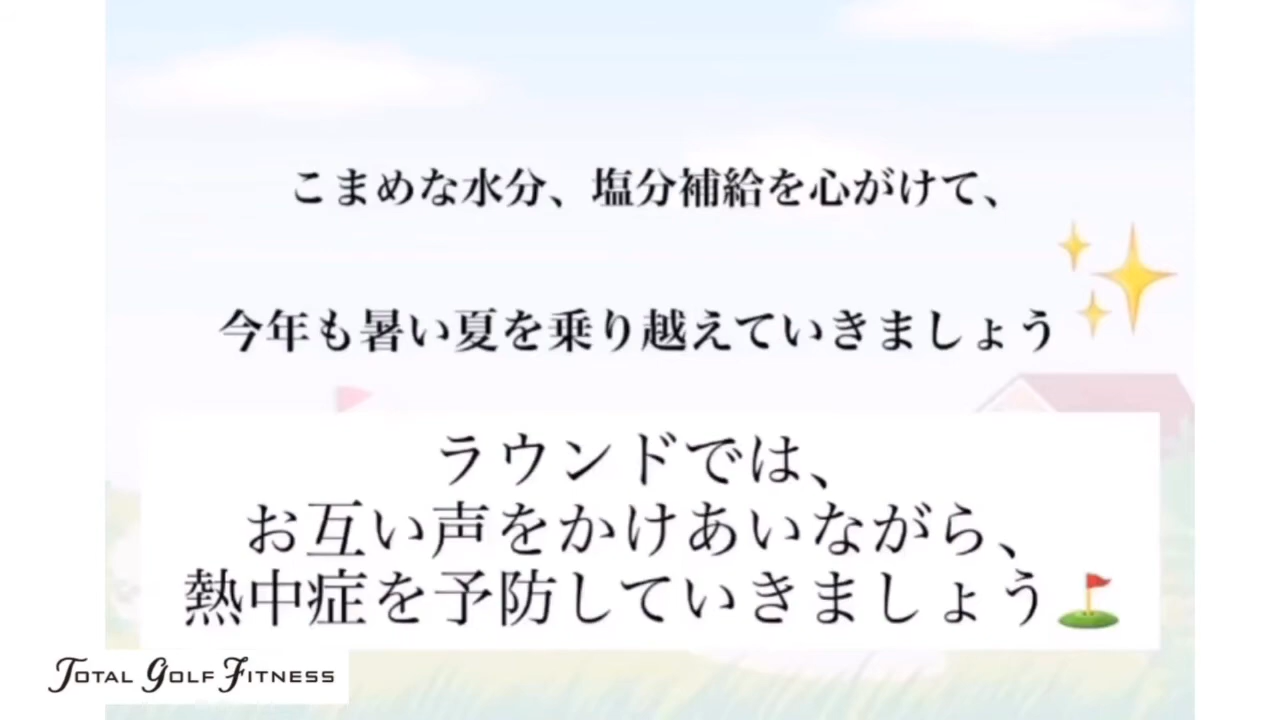 こまめな水分、塩分補給を心がけて、
今年も暑い夏を乗り越えていきましょう
ラウンドでは、
お互い声をかけあいながら、
熱中症を予防していきましょう
TOTAL GOLF FITNESS